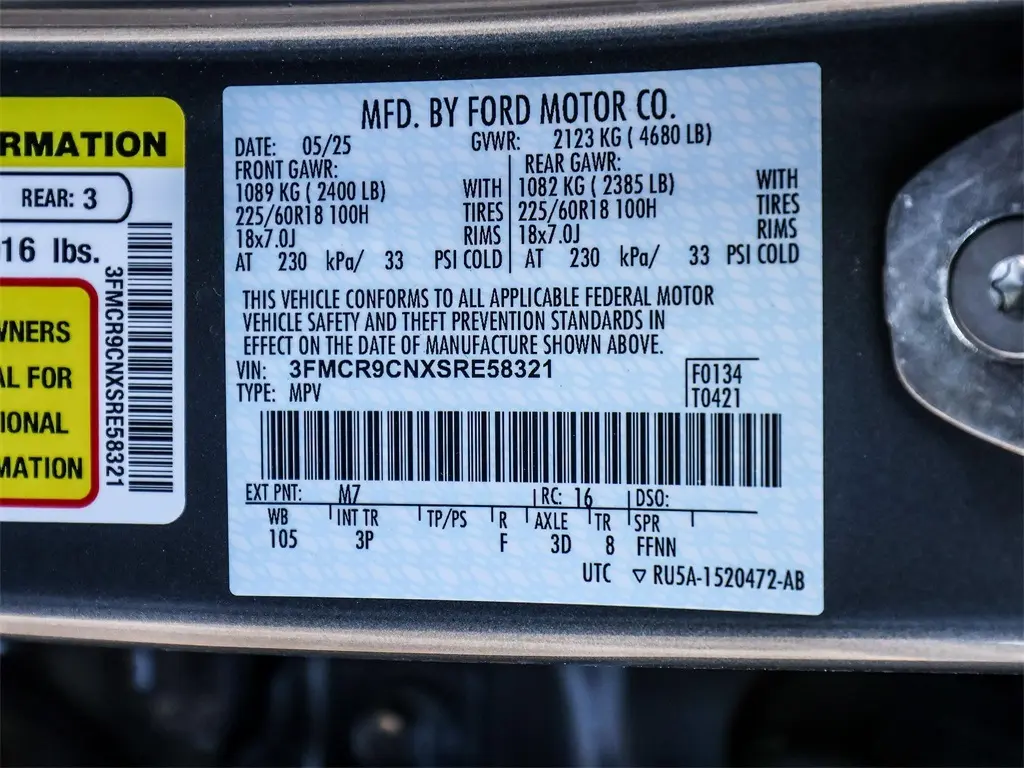 RMATION
REAR: 3
16 lbs.
3FMCR9CNXSRE58321
WNERS
AL FOR
IONAL
MATION
MFD. BY FORD MOTOR CO.
DATE: 05/25 GVWR: 2123 KG ( 4680 LB)
FRONT GAWR: REAR GAWR:
1089 KG ( 2400 LB) WITH 1082 KG ( 2385 LB) WITH
225/60R18 100H TIRES 225/60R18 100H TIRES
18x7.0J RIMS 18x7.0J RIMS
AT 230 kPa/ 33 PSI COLD AT 230 kPa/ 33 PSI COLD
THIS VEHICLE CONFORMS TO ALL APPLICABLE FEDERAL MOTOR
VEHICLE SAFETY AND THEFT PREVENTION STANDARDS IN
EFFECT ON THE DATE OF MANUFACTURE SHOWN ABOVE.
VIN: 3FMCR9CNXSRE58321
F0134
TYPE: MPV T0421
EXT PNT: M7 RC: 16 DSO:
WB INT TR TP/PS R AXLE TR SPR
105 3P F 3D 8 FFNN
UTC ▽ RU5A-1520472-AB